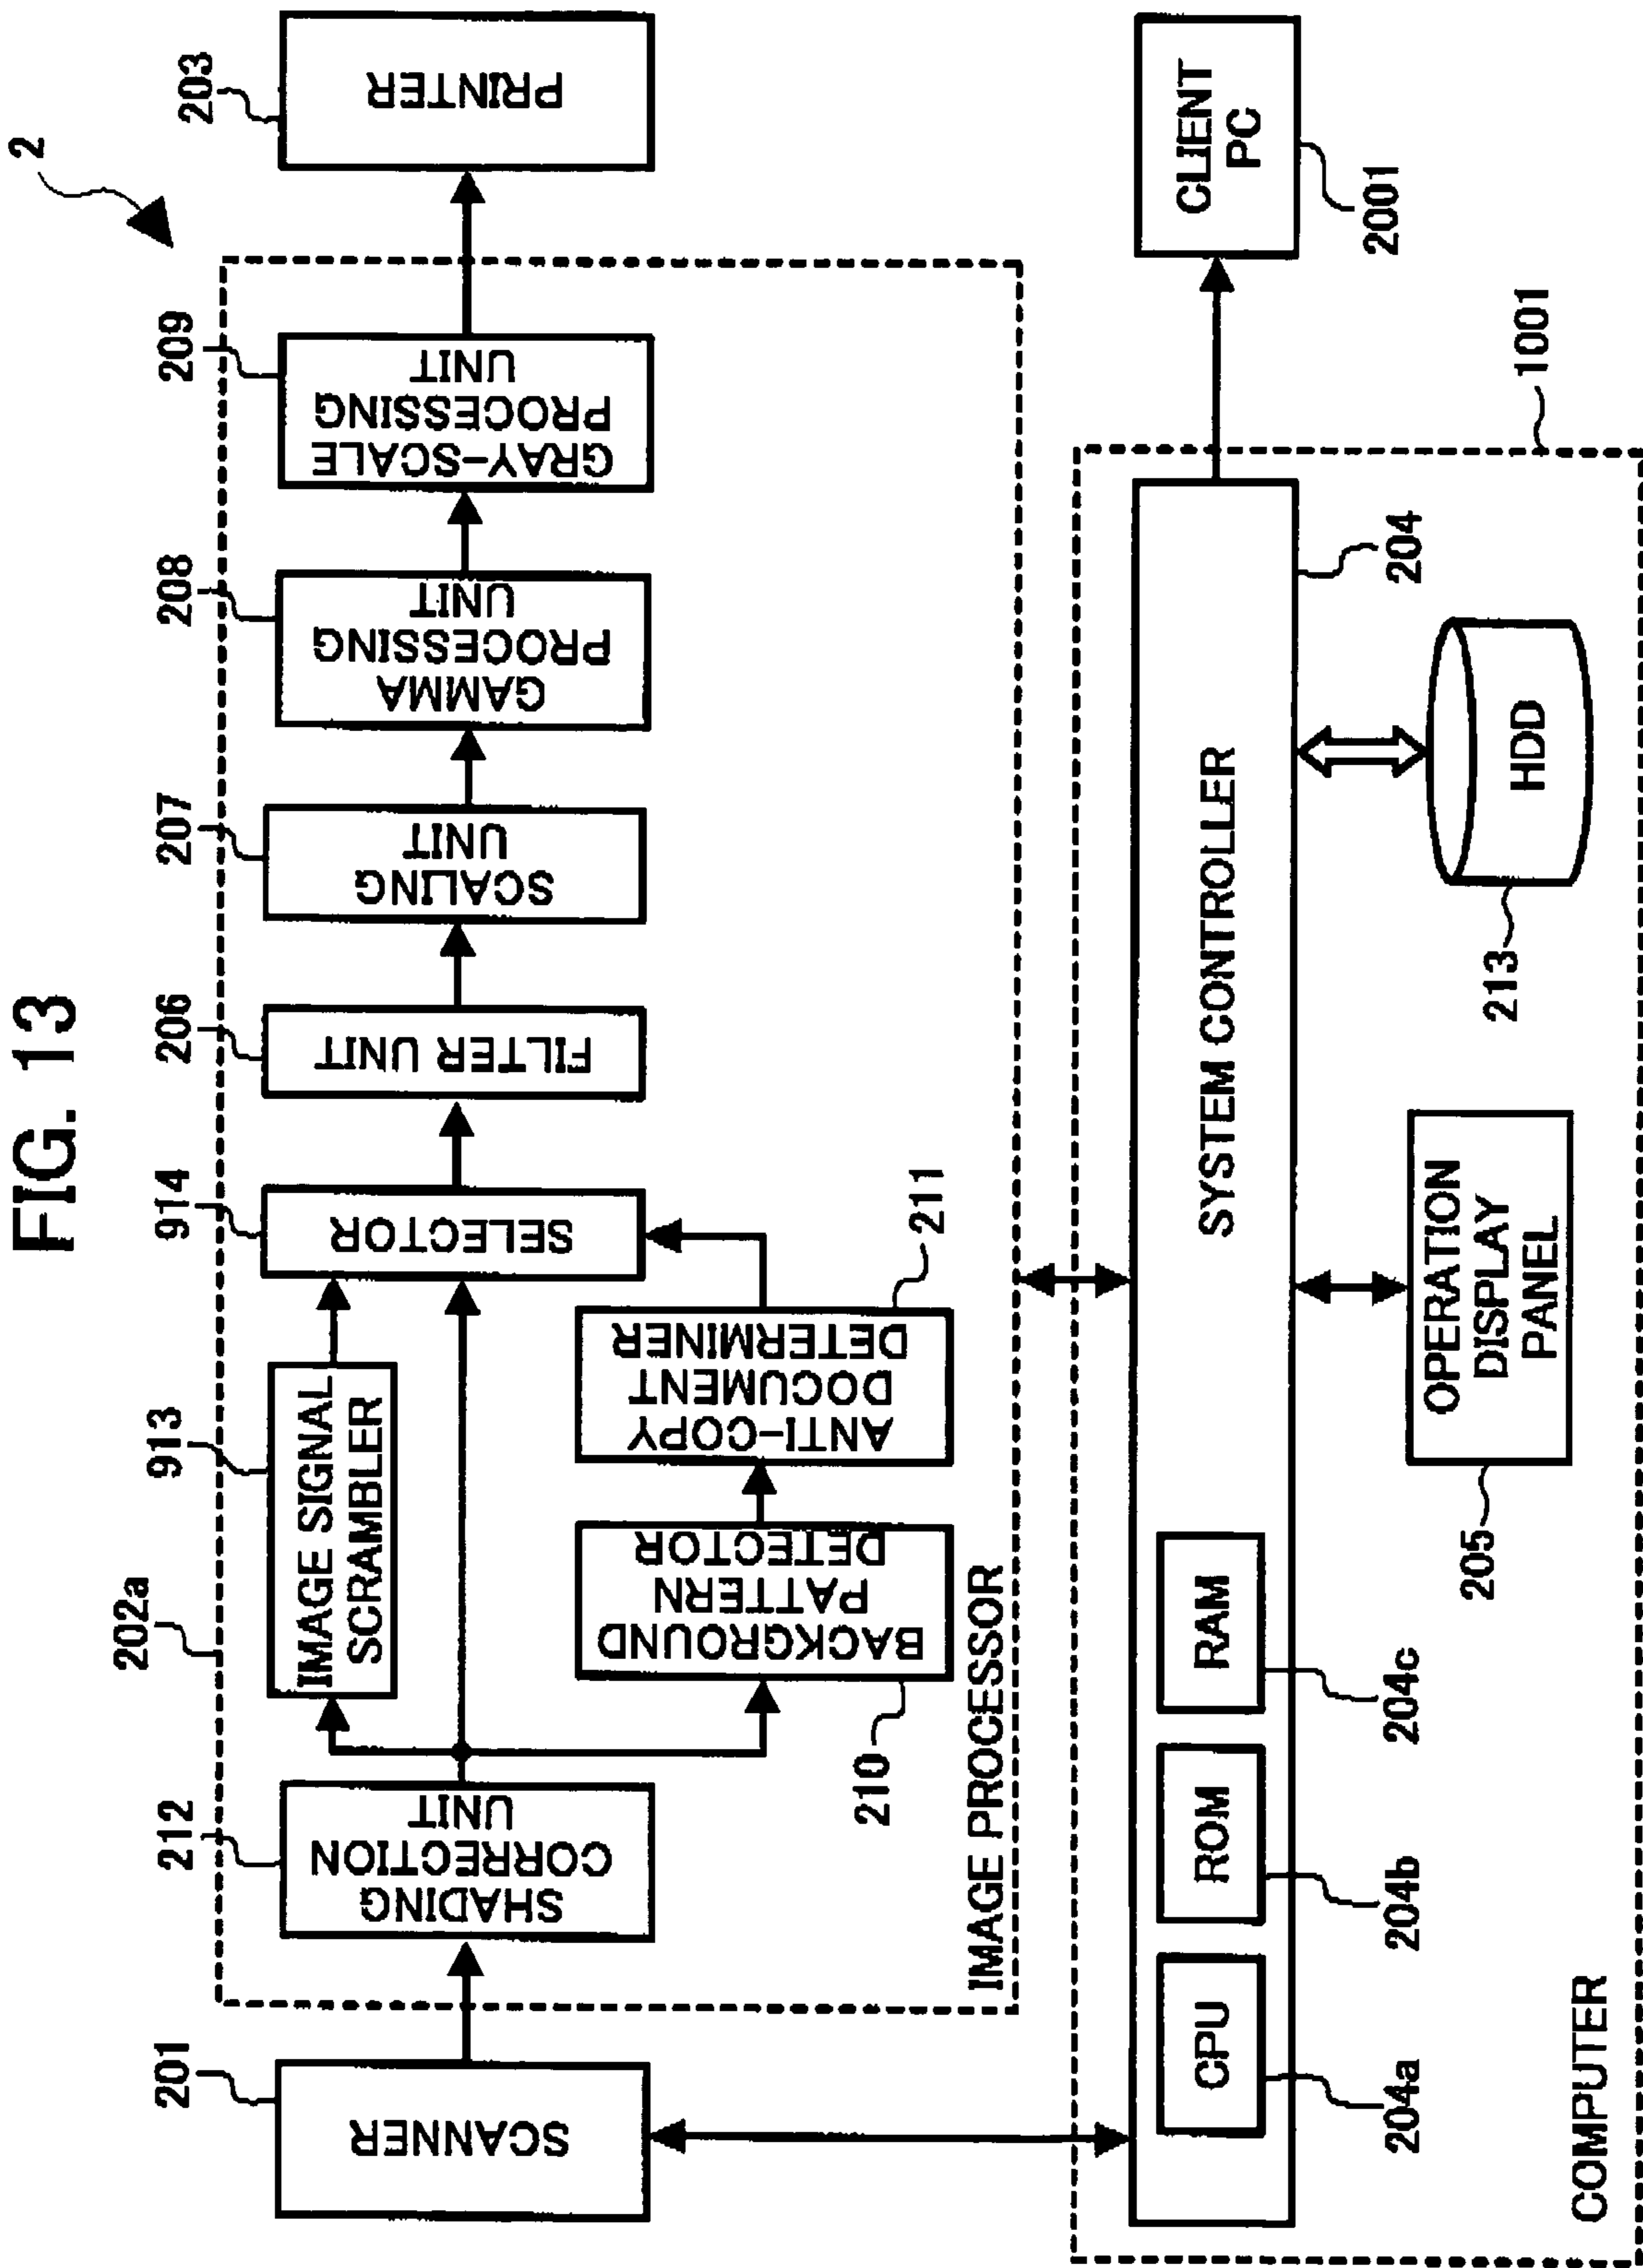 FIG. 13
2
201
SCANNER
202a
212
SHADING
CORRECTION
UNIT
913
IMAGE SIGNAL
SCRAMBLER
914
SELECTOR
206
FILTER UNIT
207
SCALING
UNIT
208
GAMMA
PROCESSING
UNIT
209
GRAY-SCALE
PROCESSING
UNIT
203
PRINTER
BACKGROUND
PATTERN
DETECTOR
210
ANTI-COPY
DOCUMENT
DETERMINER
211
IMAGE PROCESSOR
SYSTEM CONTROLLER
204
CPU
204a
ROM
204b
RAM
204c
OPERATION
DISPLAY
PANEL
205
HDD
213
COMPUTER
1001
CLIENT
PC
2001